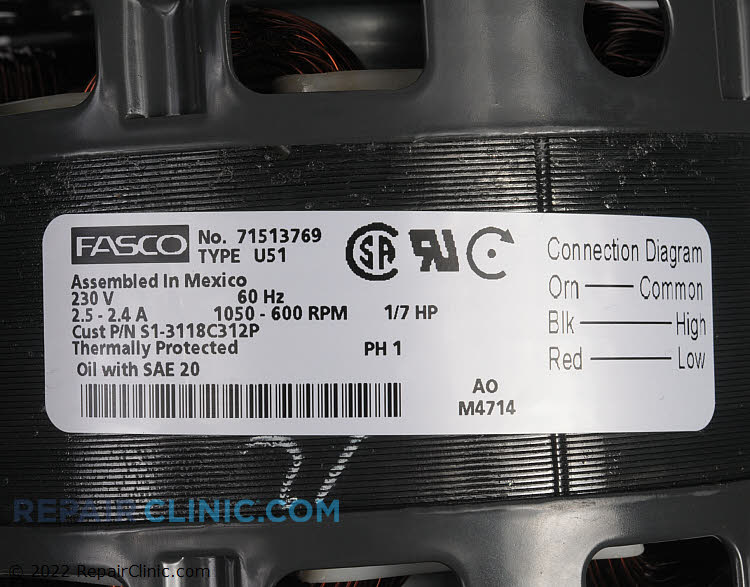 FASCO
No. 71513769
TYPE U51
Assembled In Mexico
230 V 60 Hz
2.5 - 2.4 A 1050 - 600 RPM 1/7 HP
Cust P/N S1-3118C312P
Thermally Protected PH 1
Oil with SAE 20
AO
M4714
Connection Diagram
Orn Common
Blk High
Red Low
REPAIRCLINIC.COM
© 2022 RepairClinic.com